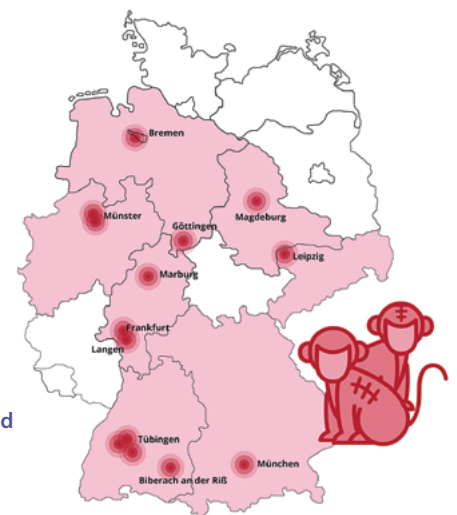 Bremen
Münster
Göttingen
Magdeburg
Leipzig
Marburg
Frankfurt
Langen
d
Tübingen
München
Biberach an der Riß